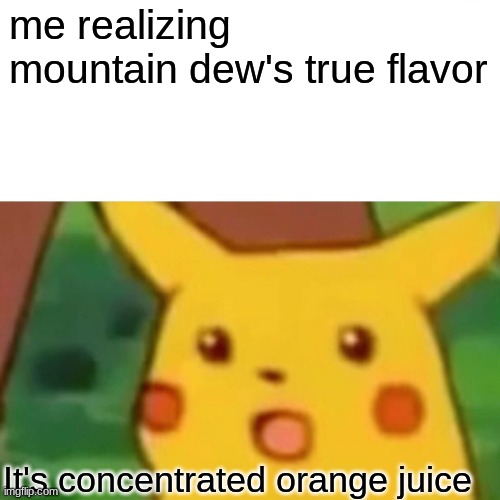 me realizing
mountain dew's true flavor
It's concentrated orange juice
imgflip.com